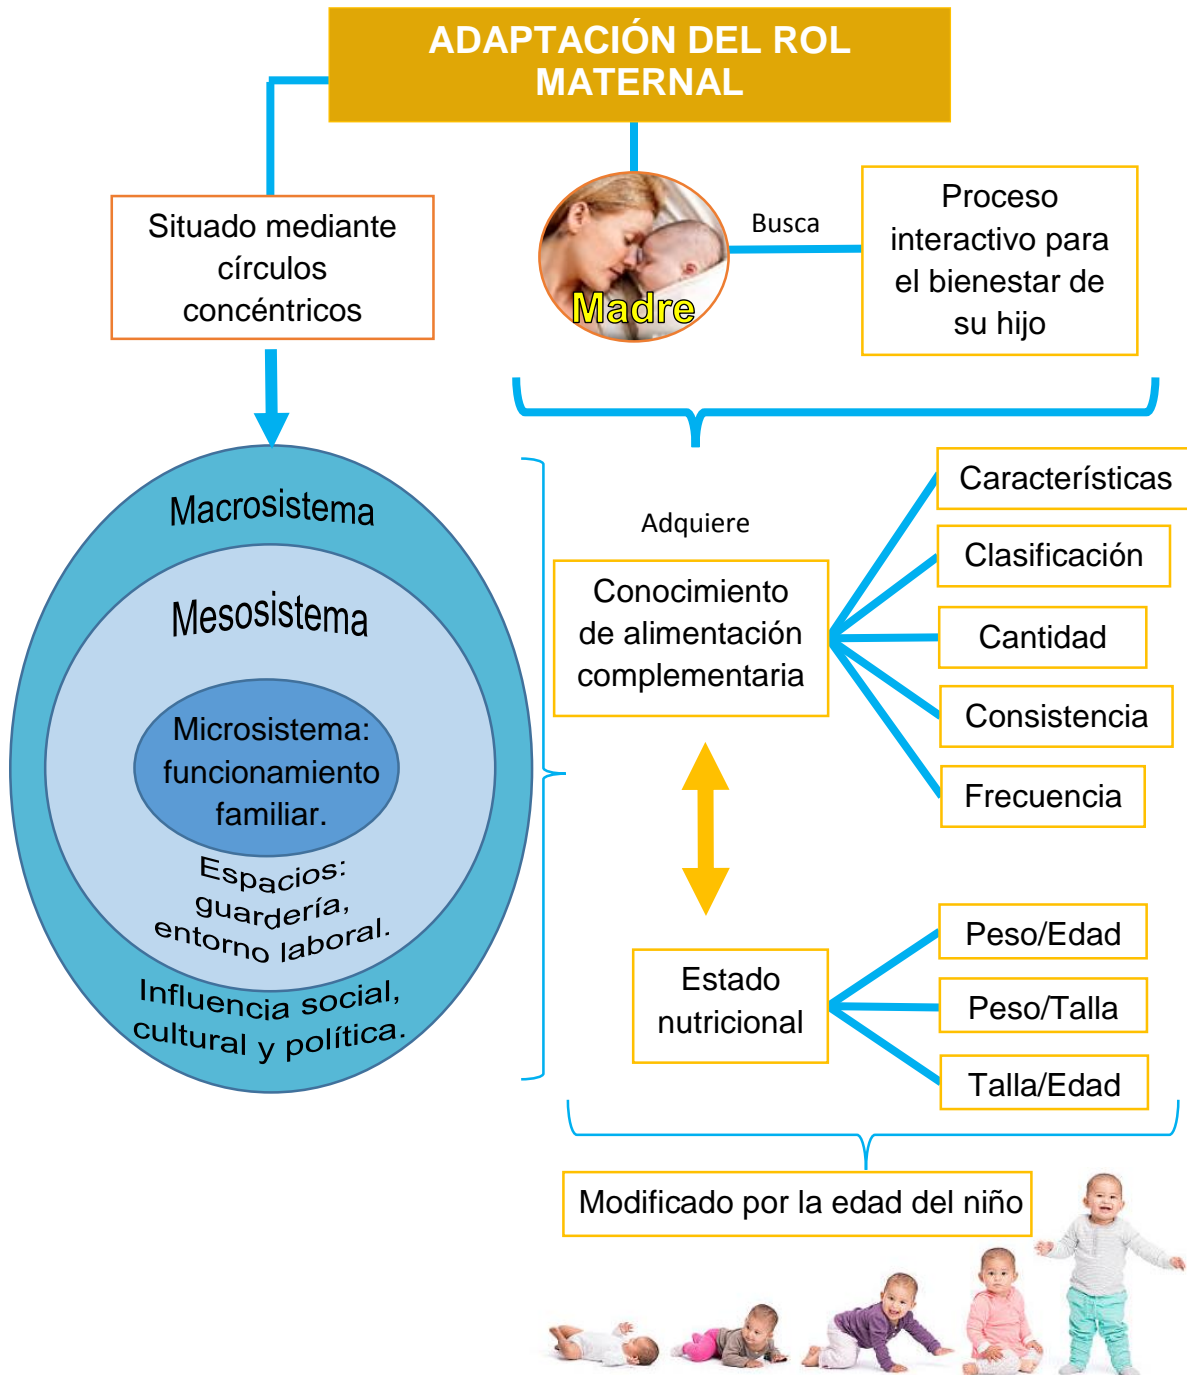 ADAPTACIÓN DEL ROL
MATERNAL
Situado mediante
círculos
concéntricos
Madre
Busca
Proceso
interactivo para
el bienestar de
su hijo
Macrosistema
Mesosistema
Microsistema:
funcionamiento
familiar.
Espacios:
guardería,
entorno laboral.
Influencia social,
cultural y política.
Adquiere
Conocimiento
de alimentación
complementaria
Características
Clasificación
Cantidad
Consistencia
Frecuencia
Estado
nutricional
Peso/Edad
Peso/Talla
Talla/Edad
Modificado por la edad del niño